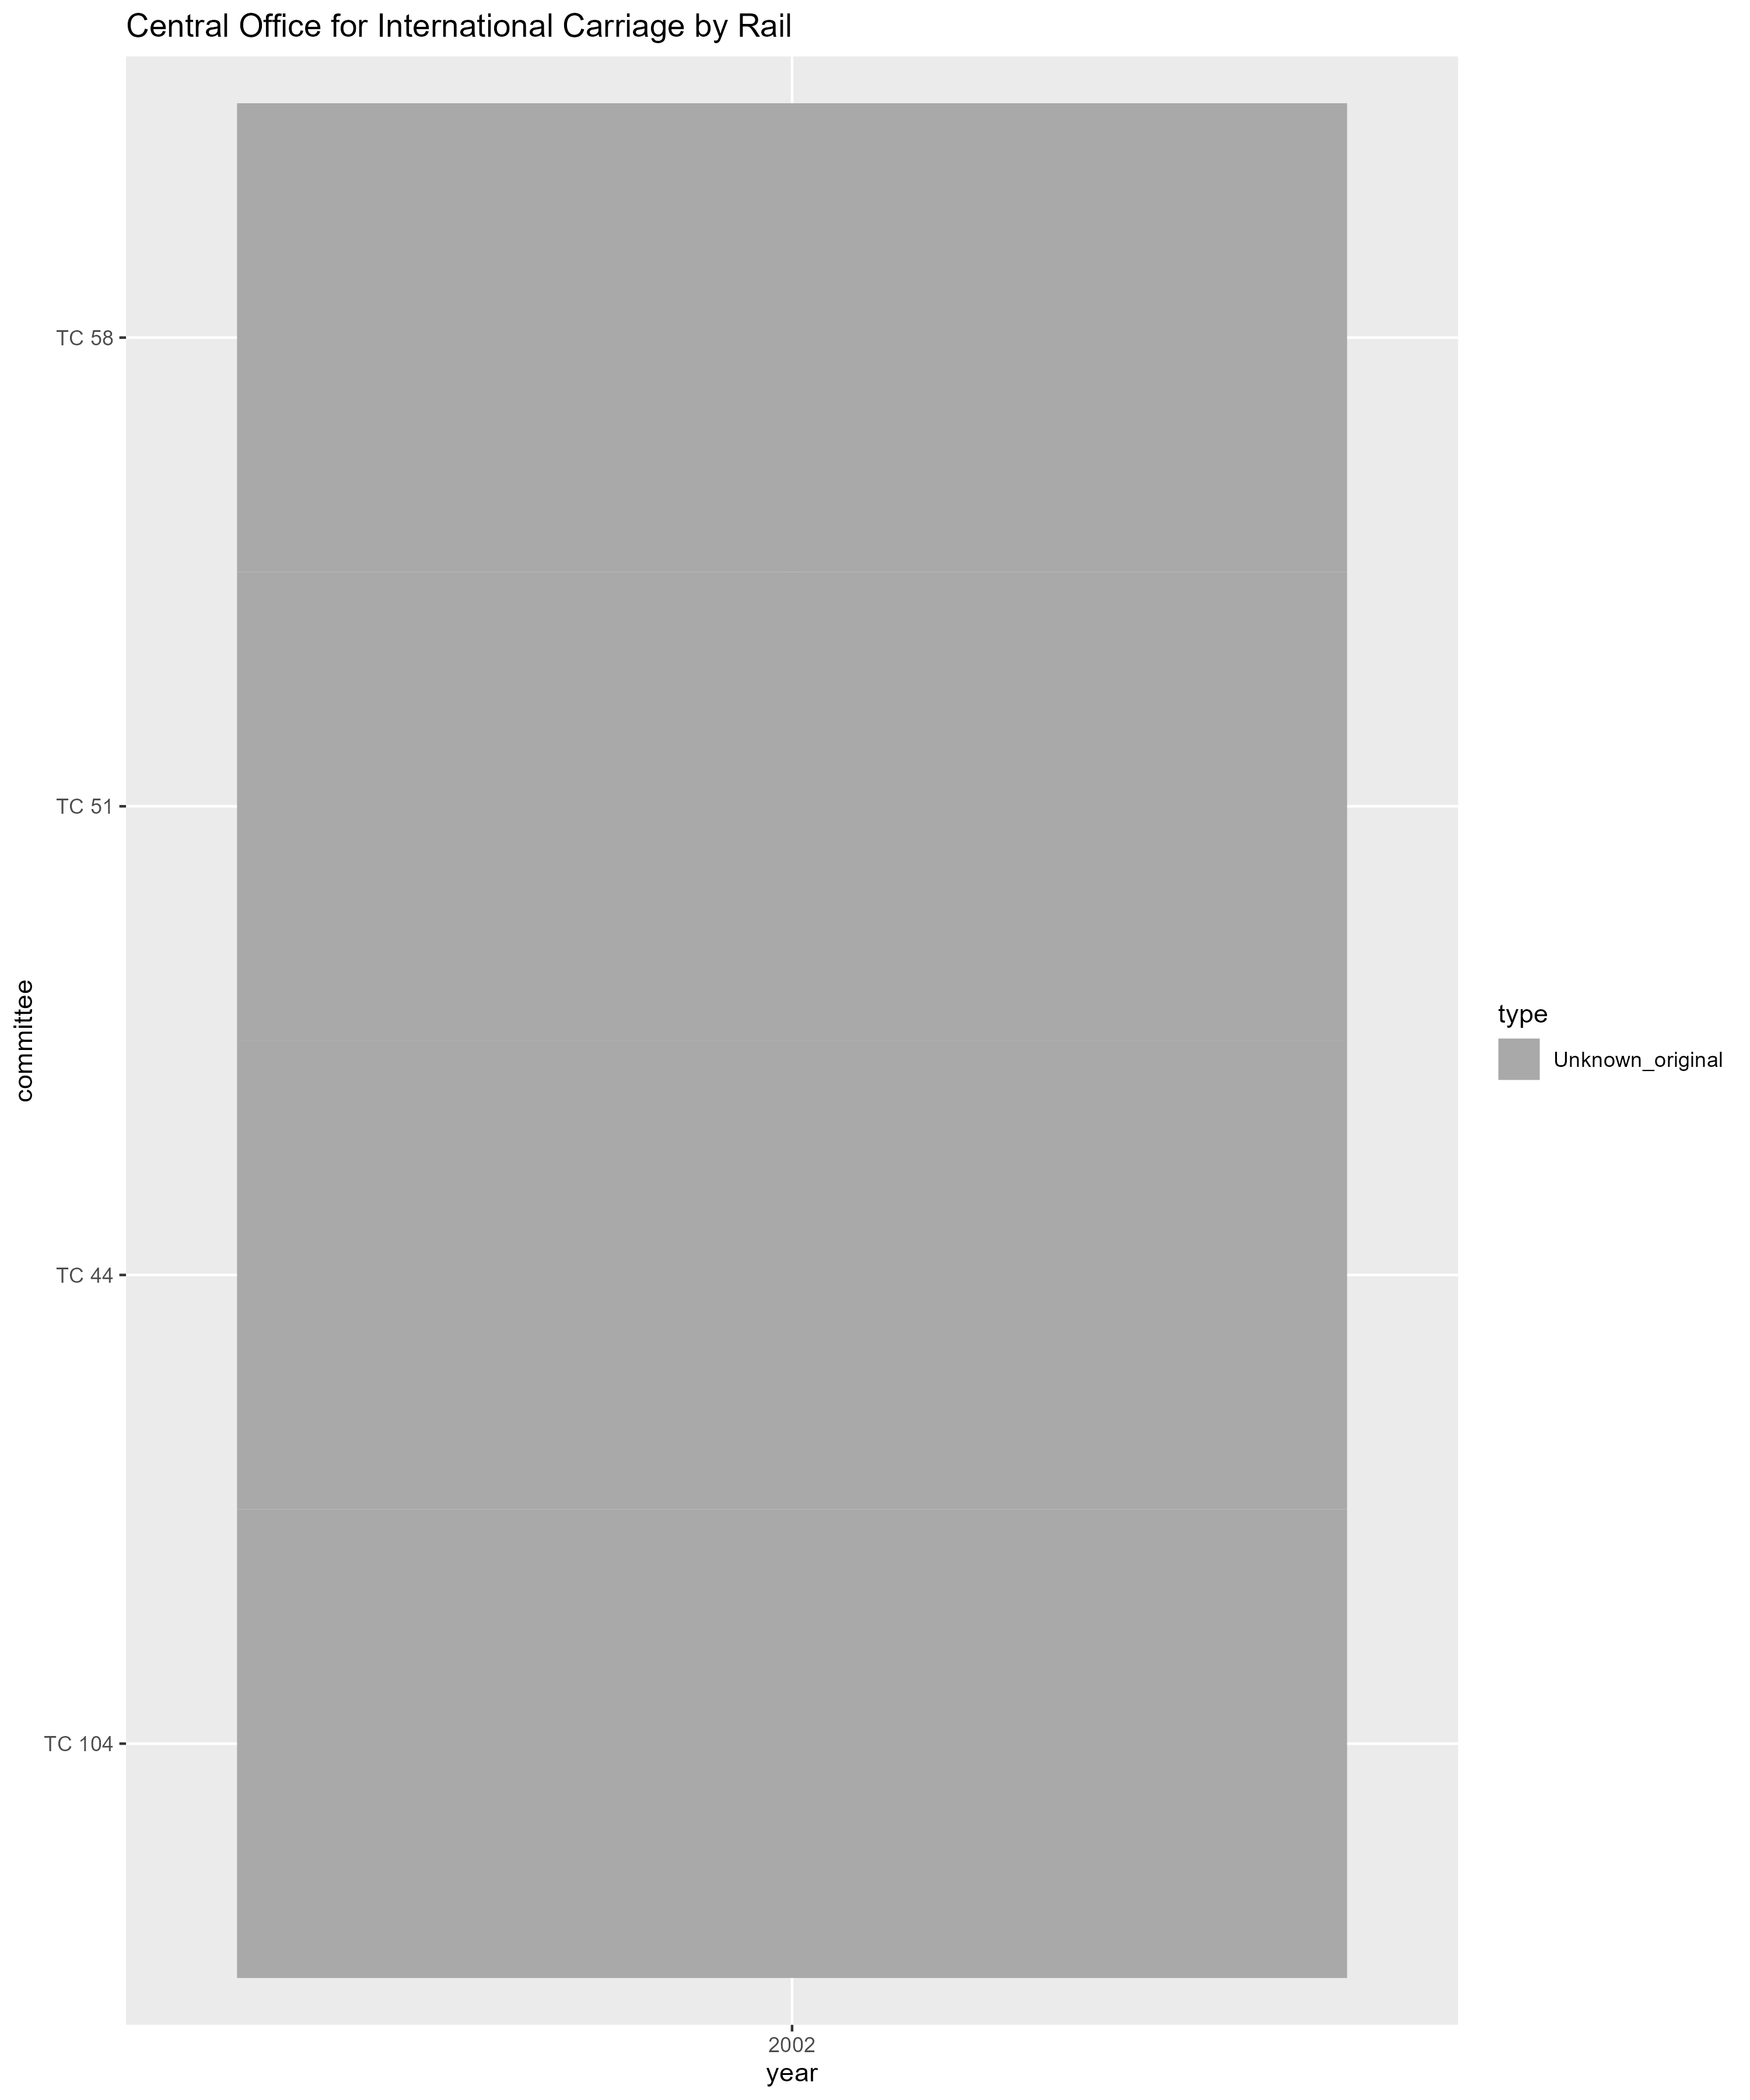 Central Office for International Carriage by Rail
TC 58
TC 51
TC 44
TC 104
committee
2002
year
type
Unknown_original